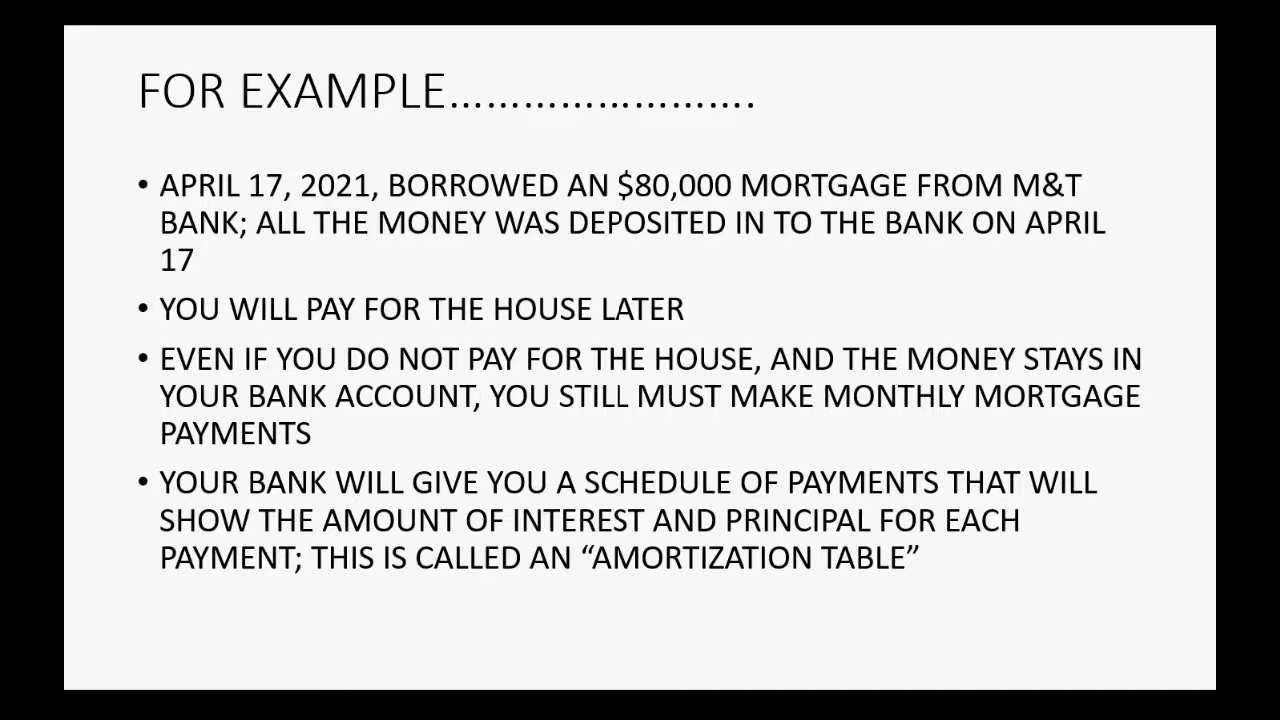 FOR EXAMPLE…………………….
• APRIL 17, 2021, BORROWED AN $80,000 MORTGAGE FROM M&T
BANK; ALL THE MONEY WAS DEPOSITED IN TO THE BANK ON APRIL
17
• YOU WILL PAY FOR THE HOUSE LATER
• EVEN IF YOU DO NOT PAY FOR THE HOUSE, AND THE MONEY STAYS IN
YOUR BANK ACCOUNT, YOU STILL MUST MAKE MONTHLY MORTGAGE
PAYMENTS
• YOUR BANK WILL GIVE YOU A SCHEDULE OF PAYMENTS THAT WILL
SHOW THE AMOUNT OF INTEREST AND PRINCIPAL FOR EACH
PAYMENT; THIS IS CALLED AN “AMORTIZATION TABLE”